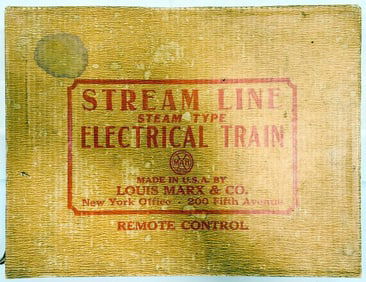 STREAM LINE
STEAM TYPE
ELECTRICAL TRAIN
MAR
MADE IN U.S.A. BY
LOUIS MARX & CO.
New York Office - 200 Fifth Avenue
REMOTE CONTROL